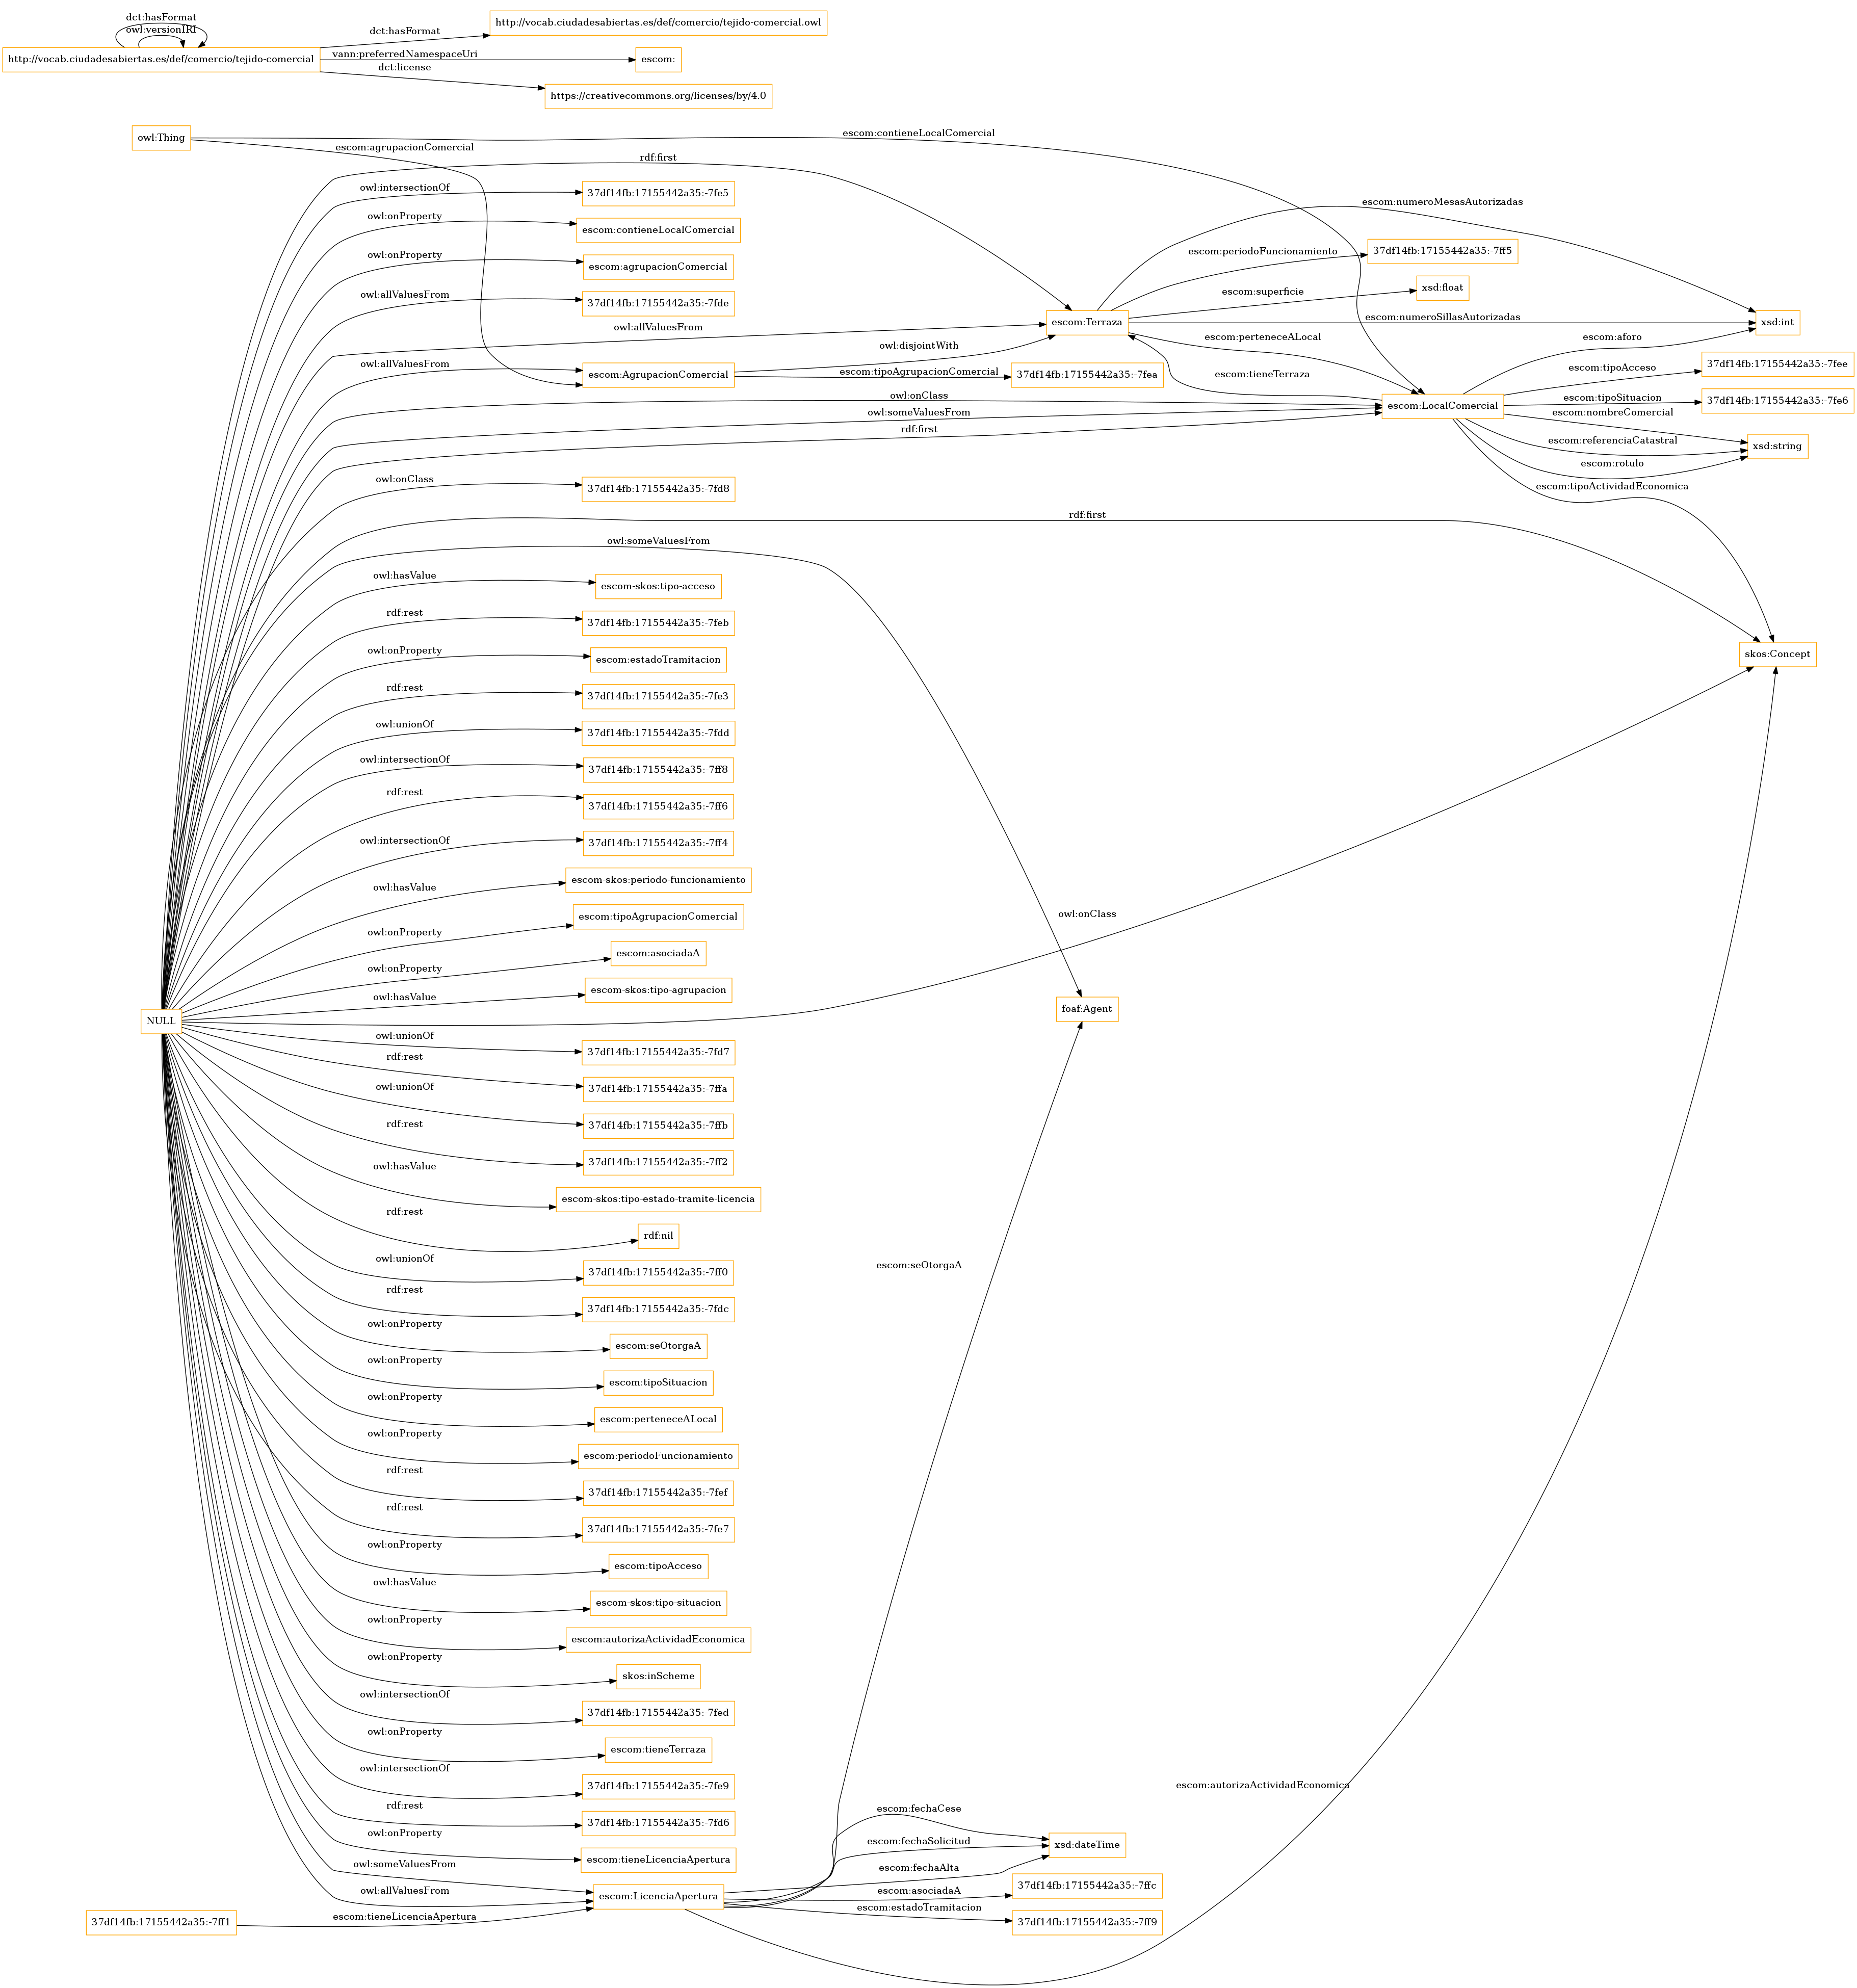 dct:hasFormat
owl:versionIRI
http://vocab.ciudadesabiertas.es/def/comercio/tejido-comercial
dct:hasFormat
http://vocab.ciudadesabiertas.es/def/comercio/tejido-comercial.owl
vann:preferredNamespaceUri
escom:
dct:license
https://creativecommons.org/licenses/by/4.0
owl:Thing
escom:contieneLocalComercial
escom:agrupacionComercial
rdf:first
owl:intersectionOf
37df14fb:17155442a35:-7fe5
owl:onProperty
escom:contieneLocalComercial
owl:onProperty
escom:agrupacionComercial
owl:allValuesFrom
37df14fb:17155442a35:-7fde
owl:allValuesFrom
escom:Terraza
escom:numeroMesasAutorizadas
escom:periodoFuncionamiento
37df14fb:17155442a35:-7ff5
escom:superficie
xsd:float
escom:numeroSillasAutorizadas
xsd:int
escom:perteneceALocal
escom:aforo
owl:allValuesFrom
escom:AgrupacionComercial
owl:disjointWith
escom:tipoAgrupacionComercial
37df14fb:17155442a35:-7fea
escom:tieneTerraza
escom:tipoAcceso
37df14fb:17155442a35:-7fee
owl:onClass
owl:someValuesFrom
rdf:first
escom:LocalComercial
escom:tipoSituacion
37df14fb:17155442a35:-7fe6
escom:nombreComercial
escom:referenciaCatastral
xsd:string
escom:rotulo
escom:tipoActividadEconomica
owl:onClass
37df14fb:17155442a35:-7fd8
rdf:first
owl:someValuesFrom
owl:hasValue
escom-skos:tipo-acceso
rdf:rest
37df14fb:17155442a35:-7feb
owl:onProperty
escom:estadoTramitacion
skos:Concept
rdf:rest
37df14fb:17155442a35:-7fe3
owl:unionOf
37df14fb:17155442a35:-7fdd
owl:intersectionOf
37df14fb:17155442a35:-7ff8
rdf:rest
37df14fb:17155442a35:-7ff6
owl:intersectionOf
37df14fb:17155442a35:-7ff4
owl:hasValue
escom-skos:periodo-funcionamiento
owl:onProperty
escom:tipoAgrupacionComercial
owl:onClass
owl:onProperty
escom:asociadaA
owl:hasValue
escom-skos:tipo-agrupacion
foaf:Agent
NULL
owl:unionOf
37df14fb:17155442a35:-7fd7
rdf:rest
37df14fb:17155442a35:-7ffa
owl:unionOf
37df14fb:17155442a35:-7ffb
rdf:rest
37df14fb:17155442a35:-7ff2
owl:hasValue
escom-skos:tipo-estado-tramite-licencia
rdf:rest
rdf:nil
owl:unionOf
37df14fb:17155442a35:-7ff0
escom:seOtorgaA
rdf:rest
37df14fb:17155442a35:-7fdc
owl:onProperty
escom:seOtorgaA
owl:onProperty
escom:tipoSituacion
owl:onProperty
escom:perteneceALocal
owl:onProperty
escom:periodoFuncionamiento
rdf:rest
37df14fb:17155442a35:-7fef
rdf:rest
37df14fb:17155442a35:-7fe7
owl:onProperty
escom:tipoAcceso
owl:hasValue
escom-skos:tipo-situacion
owl:onProperty
escom:autorizaActividadEconomica
owl:onProperty
skos:inScheme
owl:intersectionOf
37df14fb:17155442a35:-7fed
owl:onProperty
escom:tieneTerraza
owl:intersectionOf
37df14fb:17155442a35:-7fe9
escom:autorizaActividadEconomica
rdf:rest
37df14fb:17155442a35:-7fd6
escom:fechaCese
escom:fechaSolicitud
xsd:dateTime
owl:onProperty
escom:tieneLicenciaApertura
escom:fechaAlta
owl:someValuesFrom
owl:allValuesFrom
escom:LicenciaApertura
escom:asociadaA
37df14fb:17155442a35:-7ffc
escom:estadoTramitacion
37df14fb:17155442a35:-7ff9
37df14fb:17155442a35:-7ff1
escom:tieneLicenciaApertura